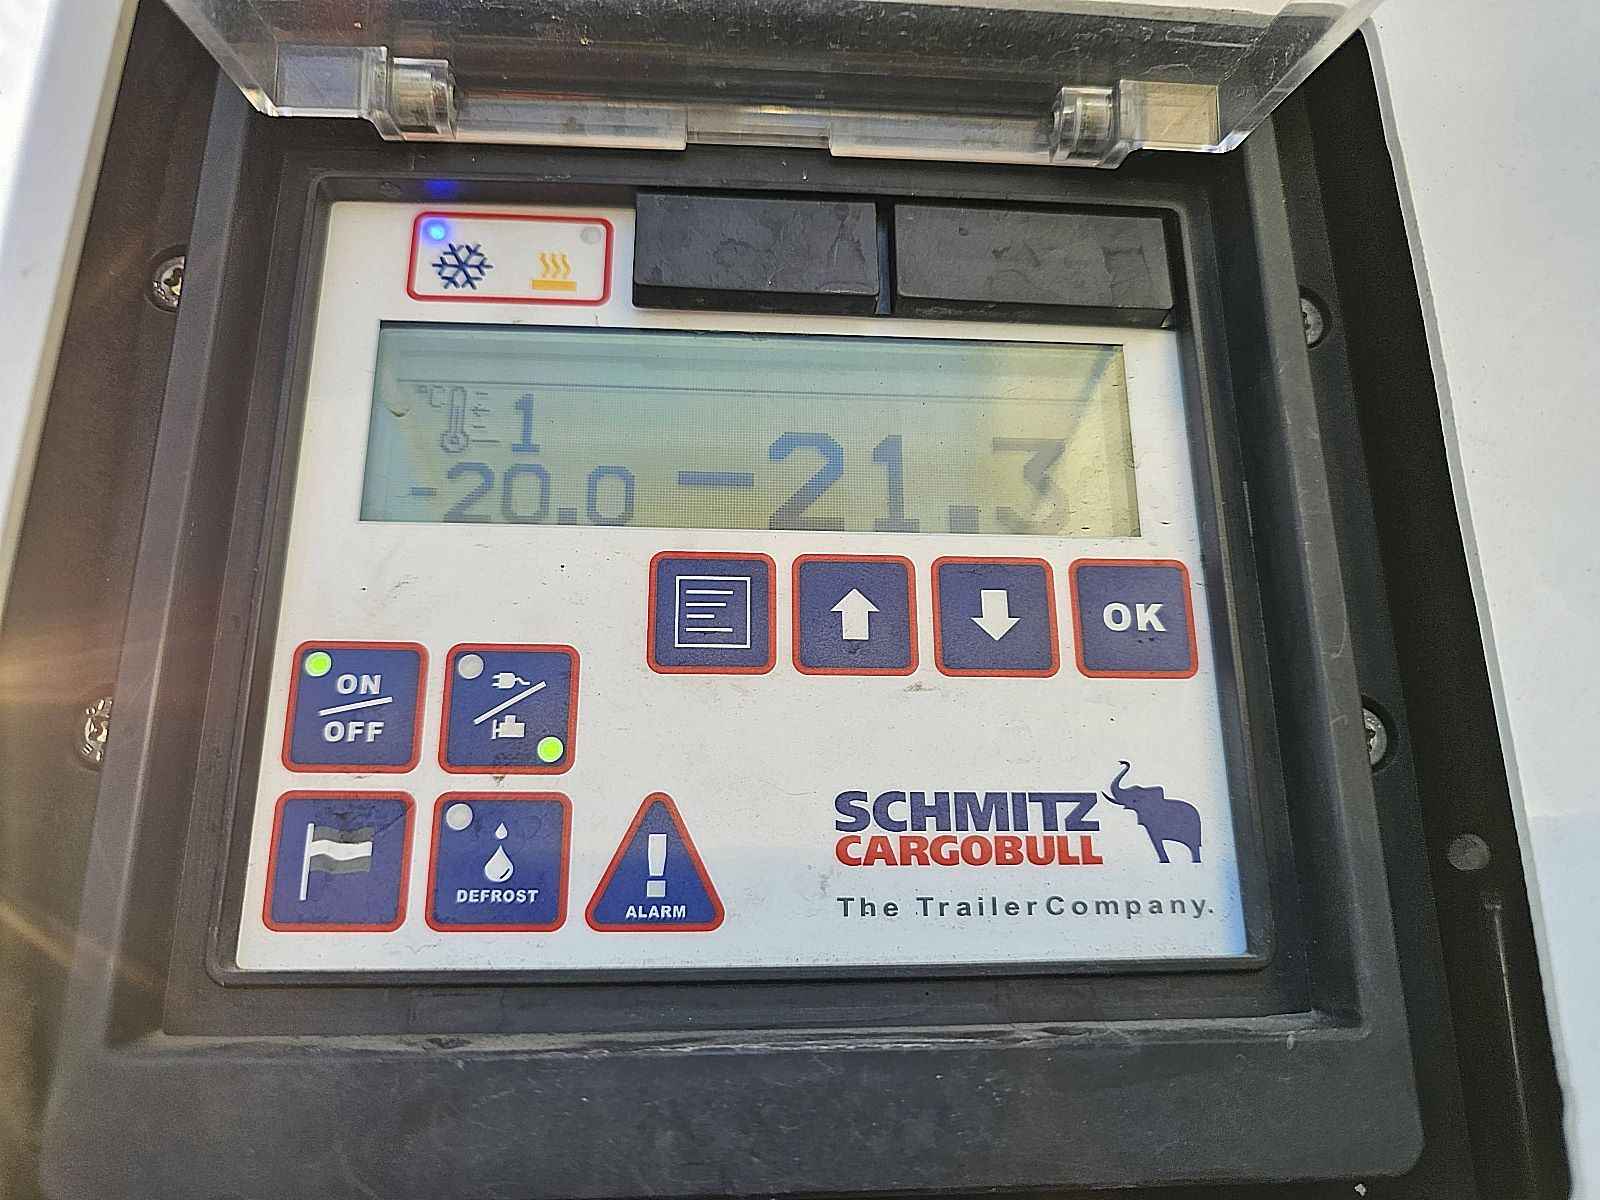 °C 1
-20.0 -21.3
OK
ON
OFF
DEFROST
ALARM
SCHMITZ
CARGOBULL
The TrailerCompany.